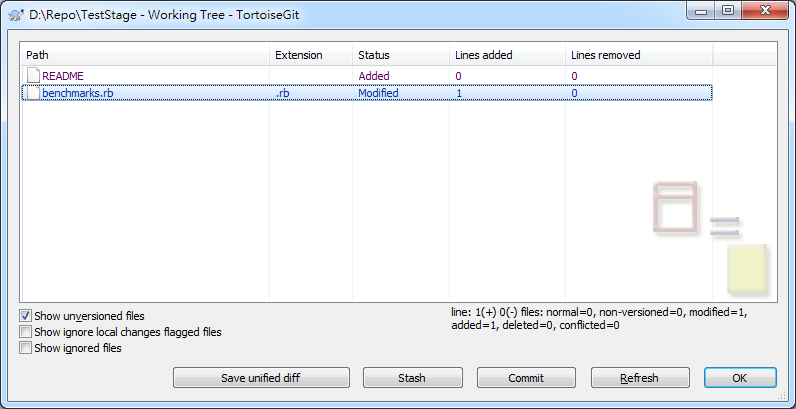 D:\Repo\TestStage - Working Tree - TortoiseGit
Path Extension Status Lines added Lines removed
README Added 0 0
benchmarks.rb .rb Modified 1 0
Show unversioned files
Show ignore local changes flagged files
Show ignored files
line: 1(+) 0(-) files: normal=0, non-versioned=0, modified=1,
added=1, deleted=0, conflicted=0
Save unified diff Stash Commit Refresh OK